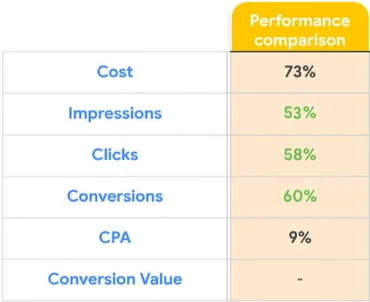 Performance
comparison
Cost 73%
Impressions 53%
Clicks 58%
Conversions 60%
CPA 9%
Conversion Value -